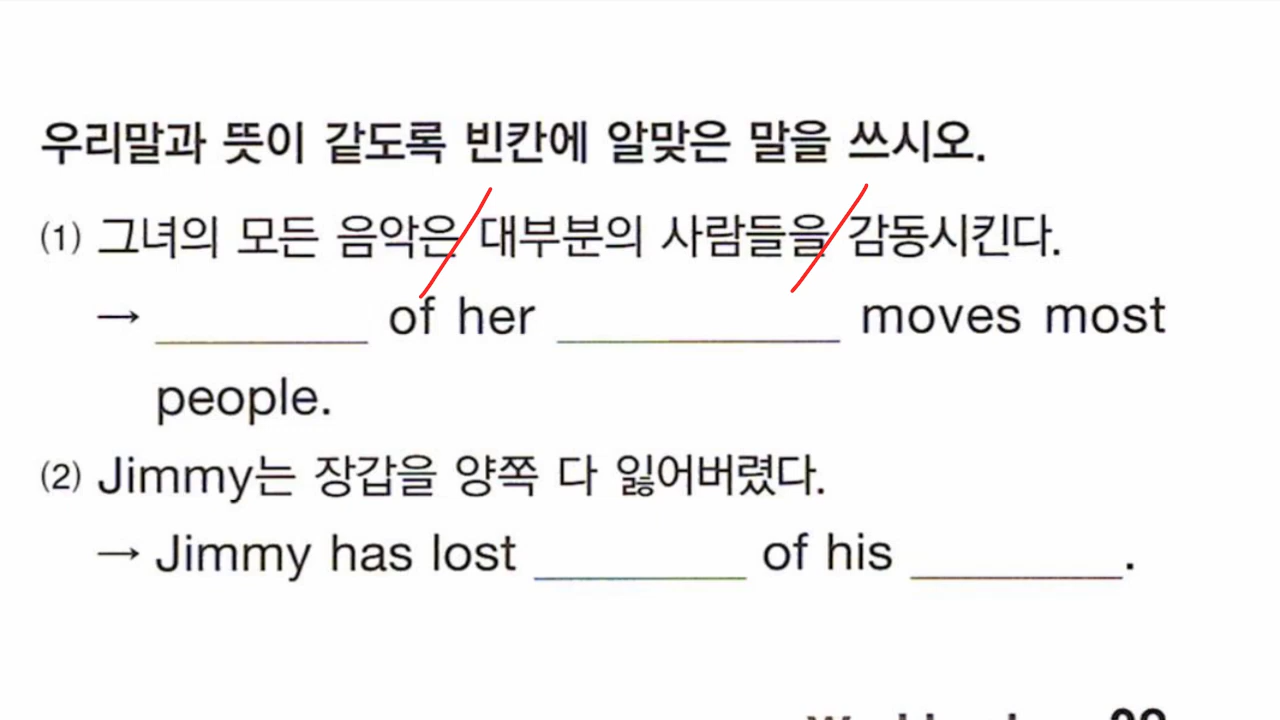 우리말과 뜻이 같도록 빈칸에 알맞은 말을 쓰시오.
(1) 그녀의 모든 음악은 대부분의 사람들을 감동시킨다.
→ ________ of her ___________ moves most
people.
(2) Jimmy는 장갑을 양쪽 다 잃어버렸다.
→ Jimmy has lost ________ of his ________.